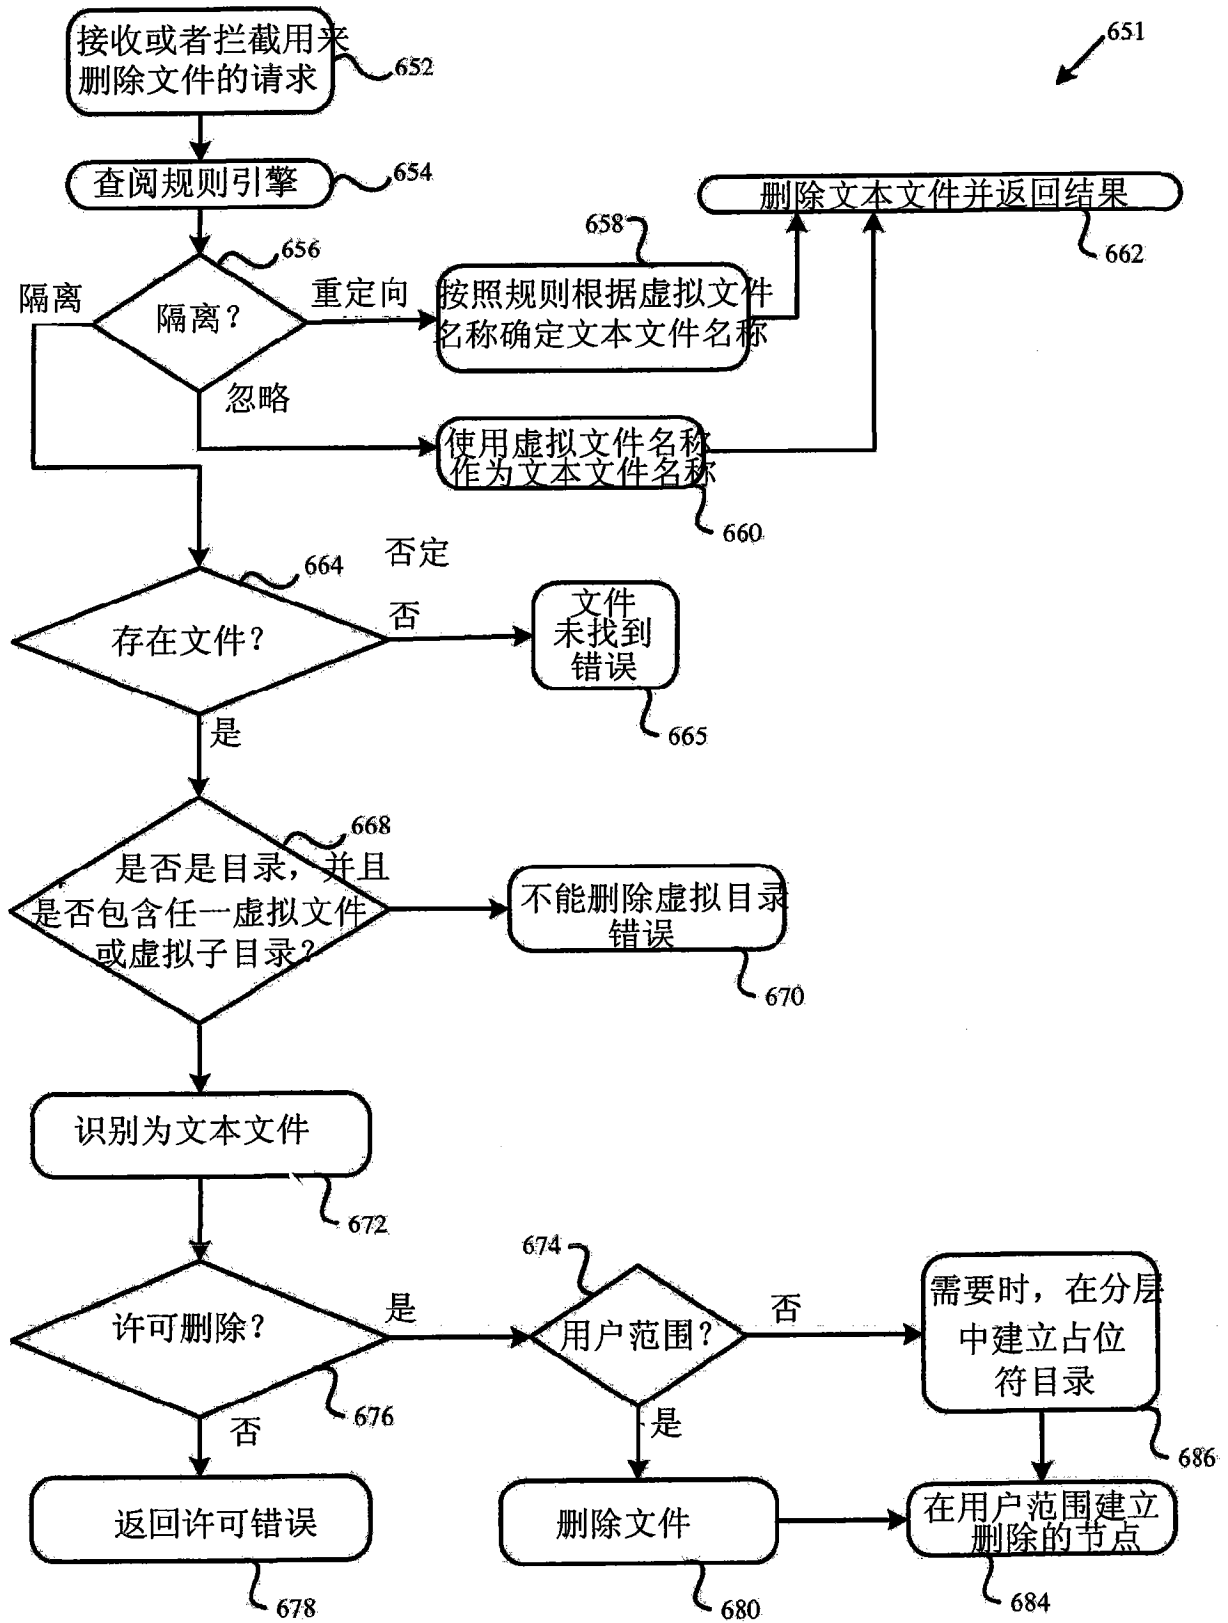 接收或者拦截用来
删除文件的请求
652
651
查阅规则引擎
654
删除文本文件并返回结果
662
656
658
隔离
隔离？
重定向
按照规则根据虚拟文件
名称确定文本文件名称
忽略
使用虚拟文件名称
作为文本文件名称
660
否定
664
存在文件？
否
文件
未找到
错误
665
是
668
是否是目录，并且
是否包含任一虚拟文件
或虚拟子目录？
不能删除虚拟目录
错误
670
识别为文本文件
672
674
许可删除？
是
用户范围？
否
需要时，在分层
中建立占位
符目录
676
否
是
686
返回许可错误
删除文件
在用户范围建立
删除的节点
678
680
684